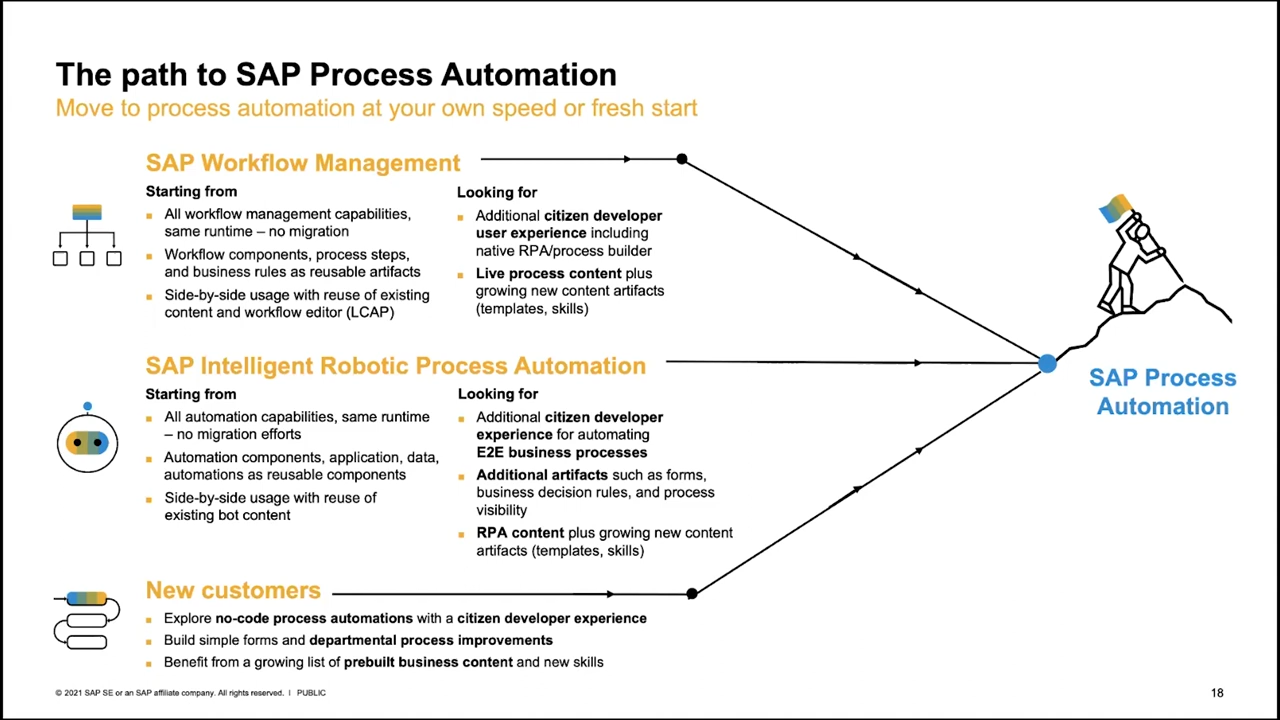 The path to SAP Process Automation
Move to process automation at your own speed or fresh start
SAP Workflow Management
Starting from
▪ All workflow management capabilities,
same runtime – no migration
▪ Workflow components, process steps,
and business rules as reusable artifacts
▪ Side-by-side usage with reuse of existing
content and workflow editor (LCAP)
Looking for
▪ Additional citizen developer
user experience including
native RPA/process builder
▪ Live process content plus
growing new content artifacts
(templates, skills)
SAP Intelligent Robotic Process Automation
Starting from
▪ All automation capabilities, same runtime
– no migration efforts
▪ Automation components, application, data,
automations as reusable components
▪ Side-by-side usage with reuse of
existing bot content
Looking for
▪ Additional citizen developer
experience for automating
E2E business processes
▪ Additional artifacts such as forms,
business decision rules, and process
visibility
▪ RPA content plus growing new content
artifacts (templates, skills)
SAP Process
Automation
New customers
▪ Explore no-code process automations with a citizen developer experience
▪ Build simple forms and departmental process improvements
▪ Benefit from a growing list of prebuilt business content and new skills
© 2021 SAP SE or an SAP affiliate company. All rights reserved. | PUBLIC
18